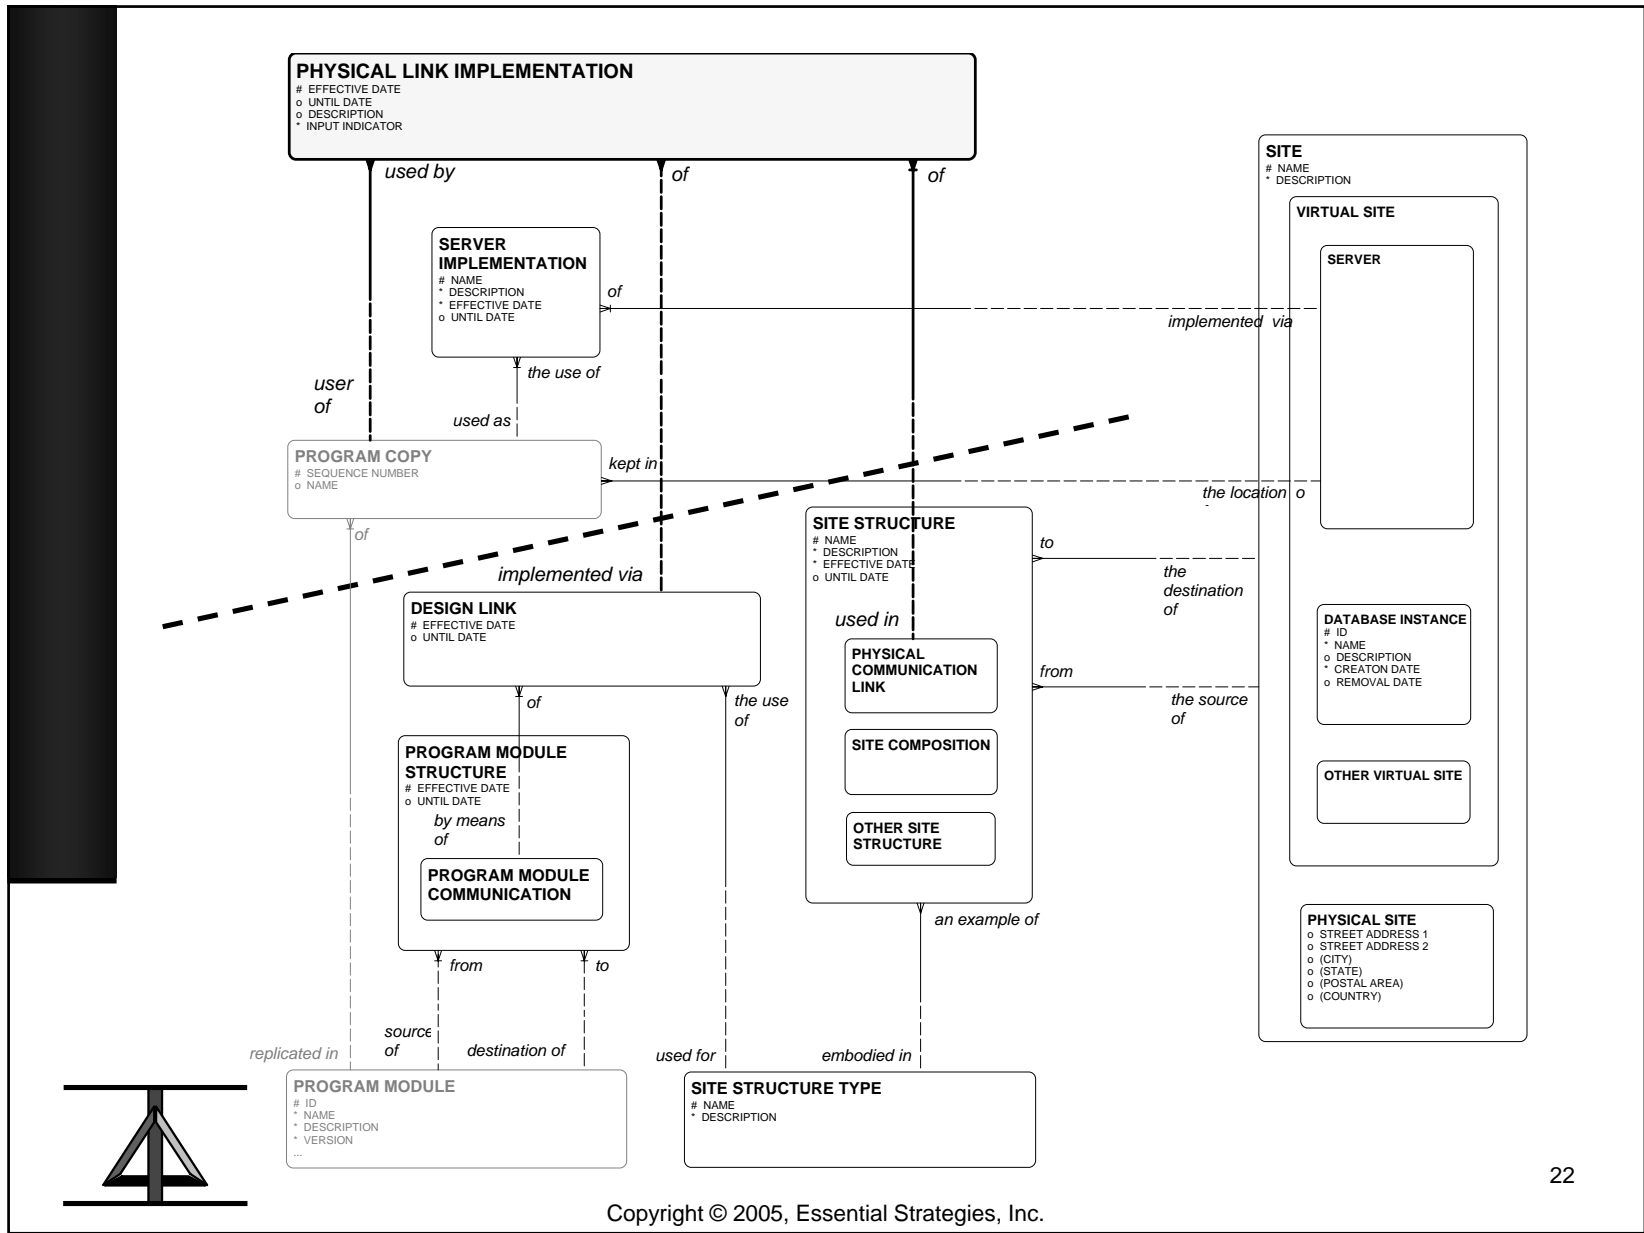 PHYSICAL LINK IMPLEMENTATION
# EFFECTIVE DATE
o UNTIL DATE
o DESCRIPTION
* INPUT INDICATOR
used by
of
of
SITE
# NAME
* DESCRIPTION
VIRTUAL SITE
SERVER
SERVER
IMPLEMENTATION
# NAME
* DESCRIPTION
* EFFECTIVE DATE
o UNTIL DATE
of
implemented via
the use of
user
of
used as
PROGRAM COPY
# SEQUENCE NUMBER
o NAME
kept in
the location o
of
SITE STRUCTURE
# NAME
* DESCRIPTION
* EFFECTIVE DATE
o UNTIL DATE
to
the
destination
of
implemented via
DESIGN LINK
# EFFECTIVE DATE
o UNTIL DATE
used in
PHYSICAL
COMMUNICATION
LINK
from
the source
of
DATABASE INSTANCE
# ID
* NAME
o DESCRIPTION
* CREATON DATE
o REMOVAL DATE
of
the use
of
SITE COMPOSITION
OTHER VIRTUAL SITE
PROGRAM MODULE
STRUCTURE
# EFFECTIVE DATE
o UNTIL DATE
by means
of
OTHER SITE
STRUCTURE
PROGRAM MODULE
COMMUNICATION
an example of
PHYSICAL SITE
o STREET ADDRESS 1
o STREET ADDRESS 2
o (CITY)
o (STATE)
o (POSTAL AREA)
o (COUNTRY)
from
to
source
of
destination of
replicated in
used for
embodied in
PROGRAM MODULE
# ID
* NAME
* DESCRIPTION
* VERSION
...
SITE STRUCTURE TYPE
# NAME
* DESCRIPTION
22
Copyright © 2005, Essential Strategies, Inc.